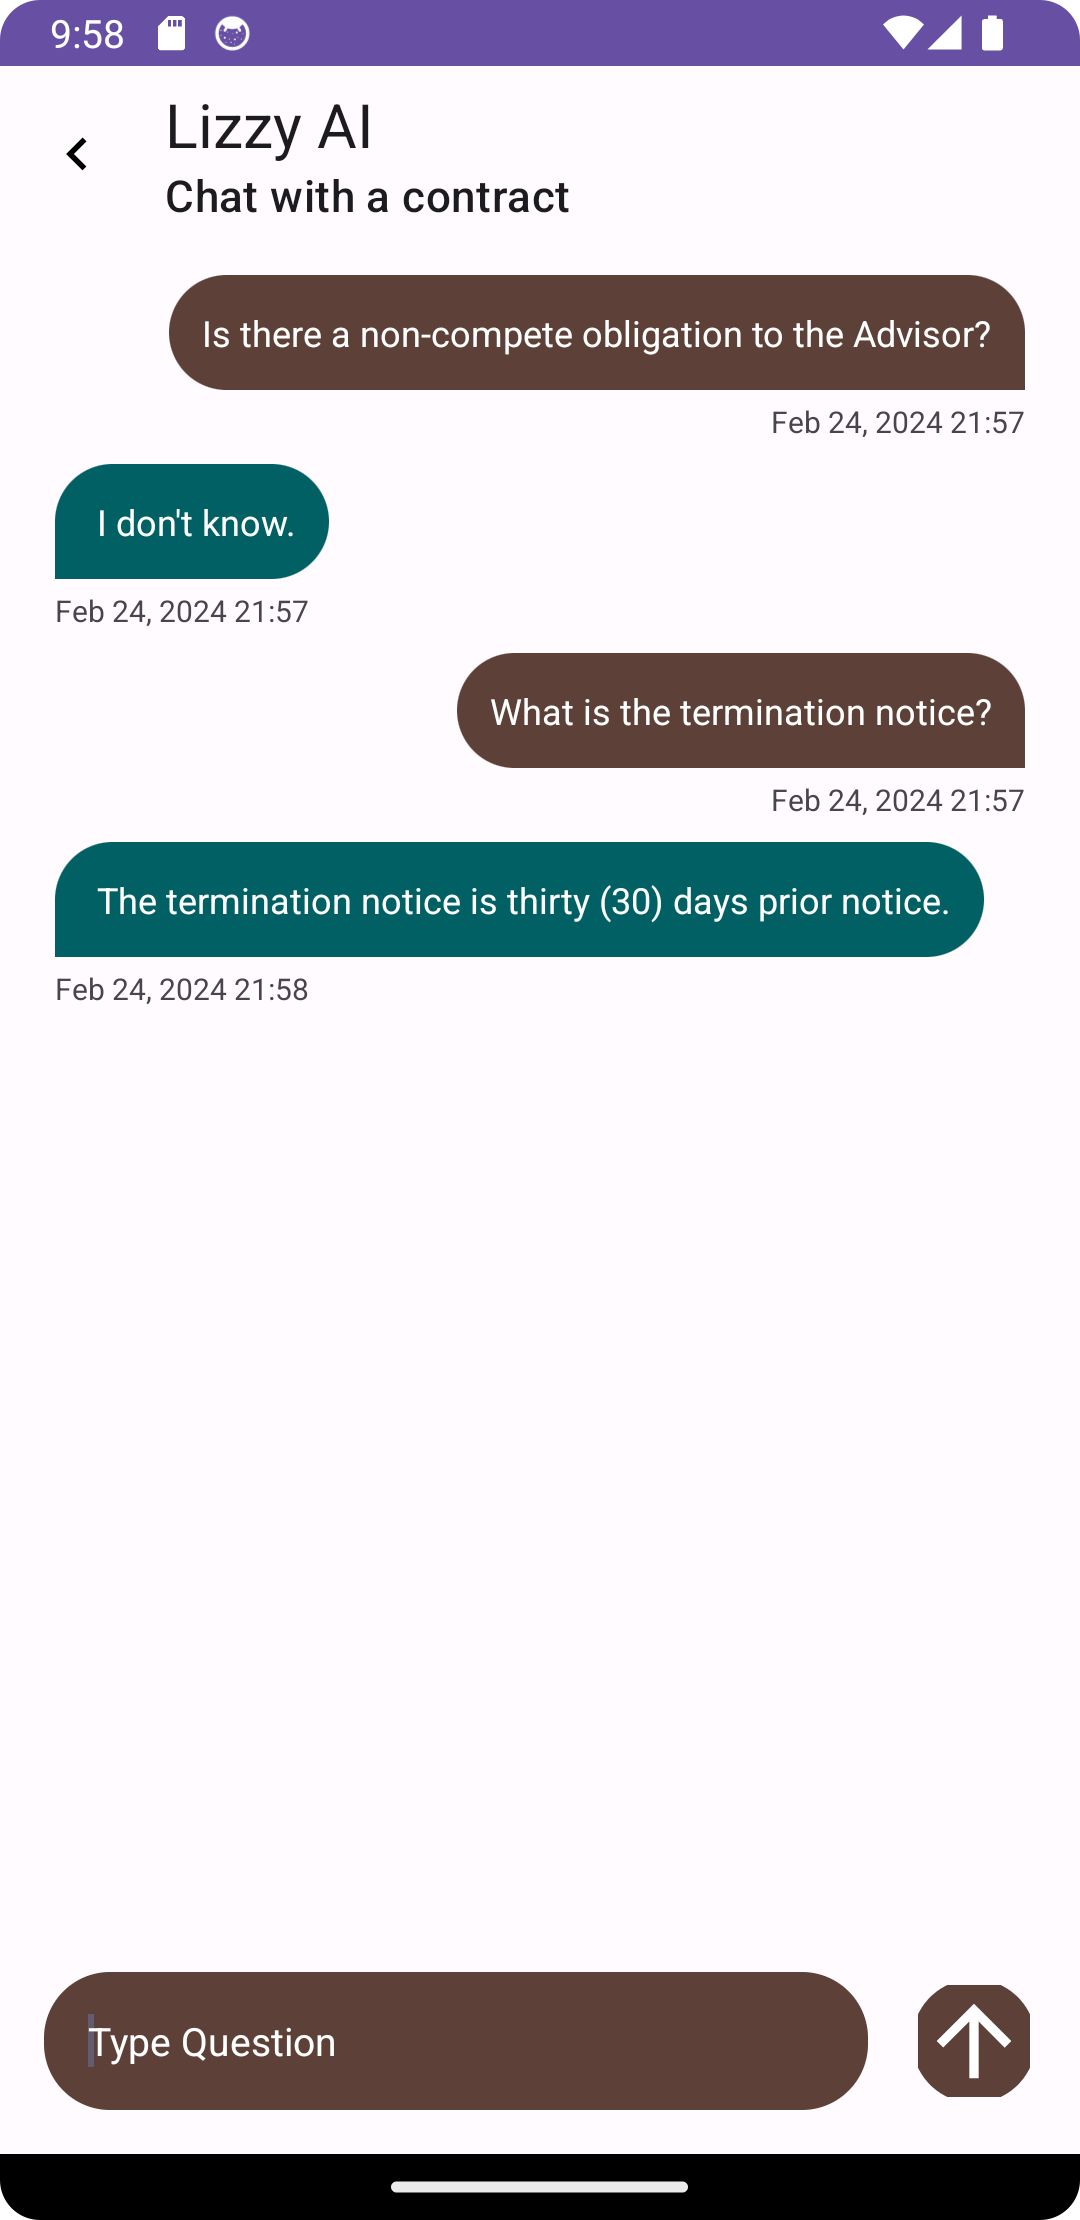 9:58
Lizzy AI
Chat with a contract
Is there a non-compete obligation to the Advisor?
Feb 24, 2024 21:57
I don't know.
Feb 24, 2024 21:57
What is the termination notice?
Feb 24, 2024 21:57
The termination notice is thirty (30) days prior notice.
Feb 24, 2024 21:58
Type Question